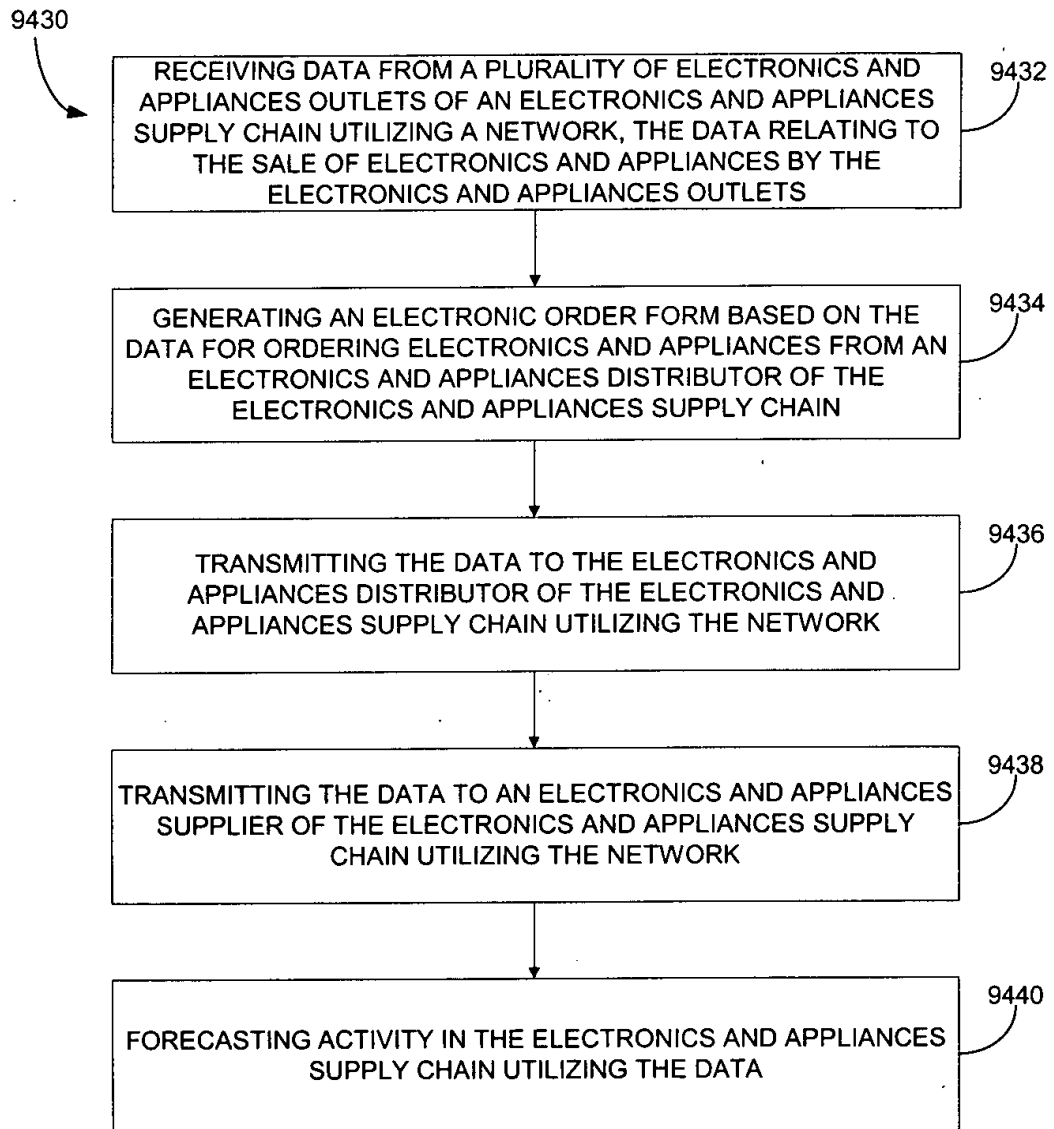 9430
RECEIVING DATA FROM A PLURALITY OF ELECTRONICS AND
APPLIANCES OUTLETS OF AN ELECTRONICS AND APPLIANCES
SUPPLY CHAIN UTILIZING A NETWORK, THE DATA RELATING TO
THE SALE OF ELECTRONICS AND APPLIANCES BY THE
ELECTRONICS AND APPLIANCES OUTLETS
9432
GENERATING AN ELECTRONIC ORDER FORM BASED ON THE
DATA FOR ORDERING ELECTRONICS AND APPLIANCES FROM AN
ELECTRONICS AND APPLIANCES DISTRIBUTOR OF THE
ELECTRONICS AND APPLIANCES SUPPLY CHAIN
9434
TRANSMITTING THE DATA TO THE ELECTRONICS AND
APPLIANCES DISTRIBUTOR OF THE ELECTRONICS AND
APPLIANCES SUPPLY CHAIN UTILIZING THE NETWORK
9436
TRANSMITTING THE DATA TO AN ELECTRONICS AND APPLIANCES
SUPPLIER OF THE ELECTRONICS AND APPLIANCES SUPPLY
CHAIN UTILIZING THE NETWORK
9438
FORECASTING ACTIVITY IN THE ELECTRONICS AND APPLIANCES
SUPPLY CHAIN UTILIZING THE DATA
9440